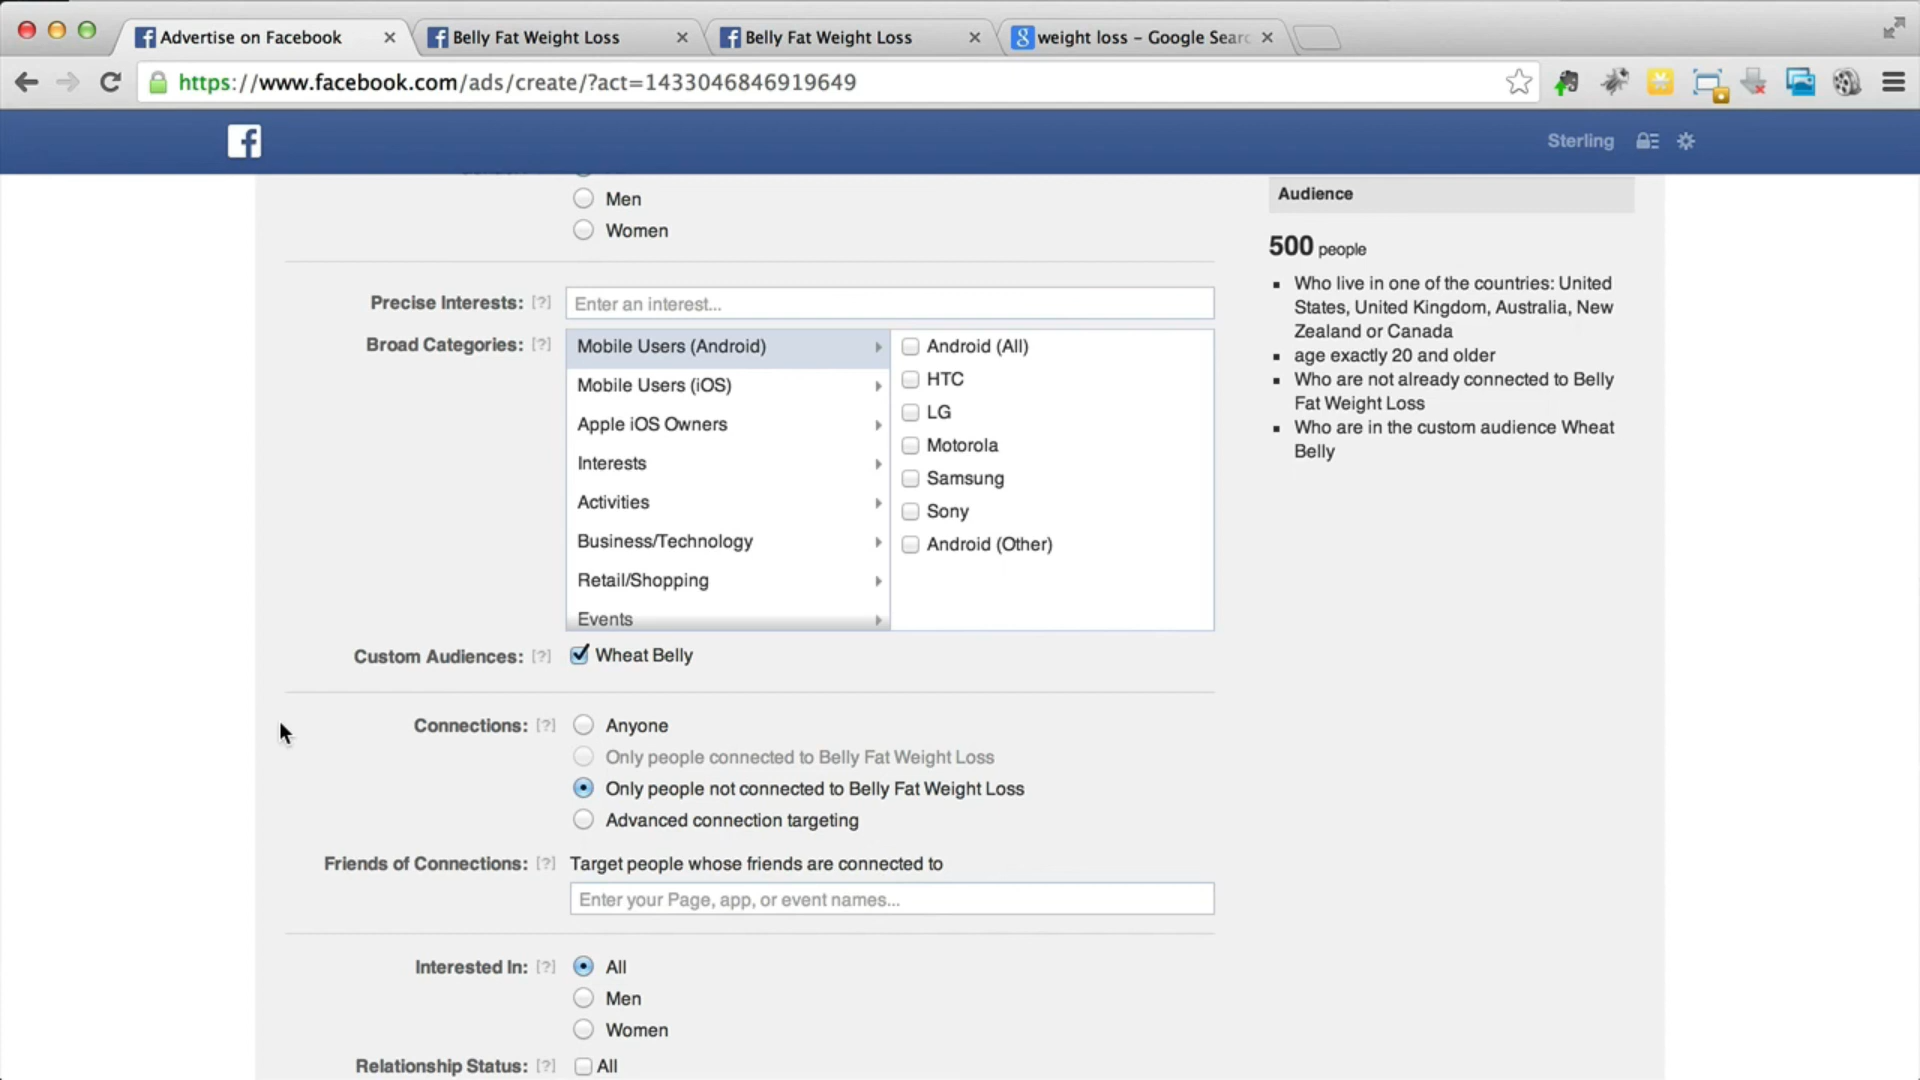 Advertise on Facebook
Belly Fat Weight Loss
Belly Fat Weight Loss
weight loss – Google Searc
https://www.facebook.com/ads/create/?act=1433046846919649
Sterling
Men
Women
Precise Interests: [?] Enter an interest...
Broad Categories: [?]
Mobile Users (Android)
Mobile Users (iOS)
Apple iOS Owners
Interests
Activities
Business/Technology
Retail/Shopping
Events
Android (All)
HTC
LG
Motorola
Samsung
Sony
Android (Other)
Custom Audiences: [?] Wheat Belly
Connections: [?] Anyone
Only people connected to Belly Fat Weight Loss
Only people not connected to Belly Fat Weight Loss
Advanced connection targeting
Friends of Connections: [?] Target people whose friends are connected to
Enter your Page, app, or event names...
Interested In: [?] All
Men
Women
Relationship Status: [?] All
Audience
500 people
Who live in one of the countries: United
States, United Kingdom, Australia, New
Zealand or Canada
age exactly 20 and older
Who are not already connected to Belly
Fat Weight Loss
Who are in the custom audience Wheat
Belly